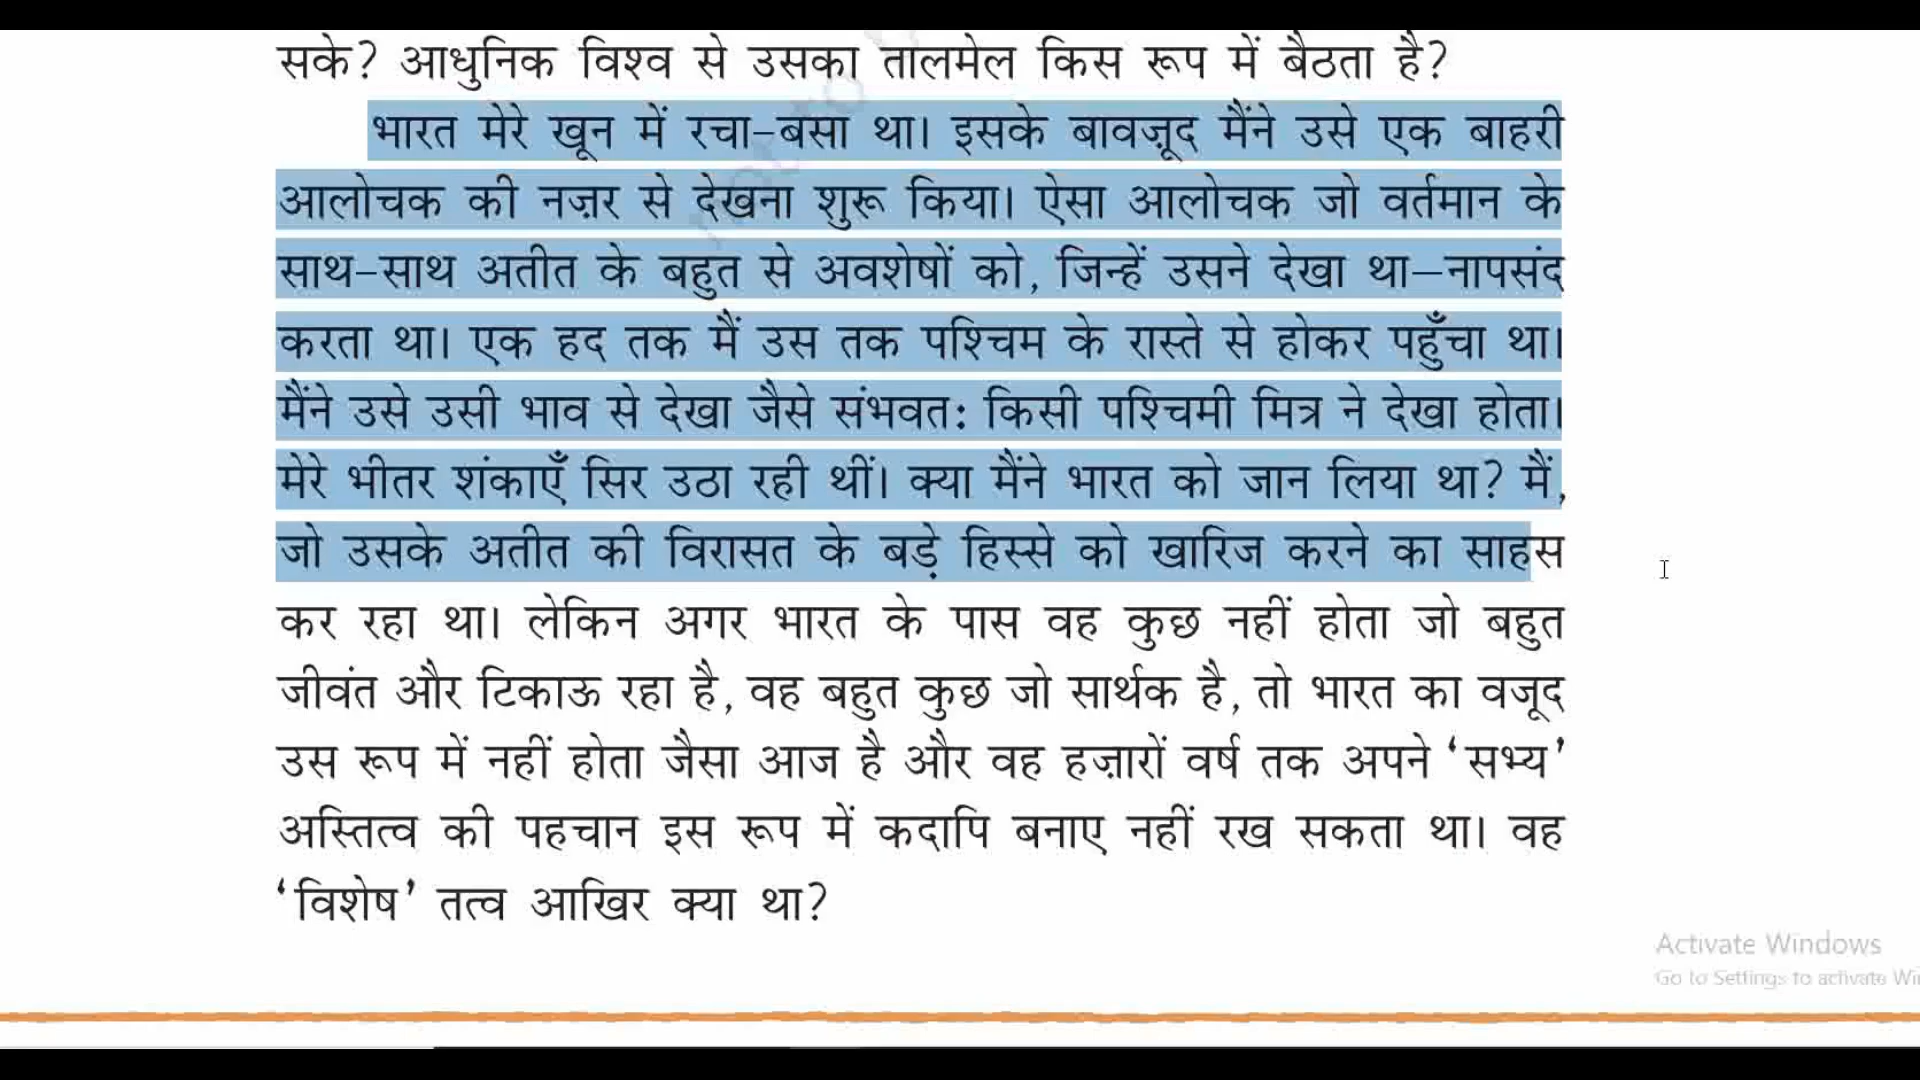 सके? आधुनिक विश्व से उसका तालमेल किस रूप में बैठता है?
भारत मेरे खून में रचा-बसा था। इसके बावज़ूद मैंने उसे एक बाहरी
आलोचक की नज़र से देखना शुरू किया। ऐसा आलोचक जो वर्तमान के
साथ-साथ अतीत के बहुत से अवशेषों को, जिन्हें उसने देखा था—नापसंद
करता था। एक हद तक मैं उस तक पश्चिम के रास्ते से होकर पहुँचा था।
मैंने उसे उसी भाव से देखा जैसे संभवतः किसी पश्चिमी मित्र ने देखा होता।
मेरे भीतर शंकाएँ सिर उठा रही थीं। क्या मैंने भारत को जान लिया था? मैं,
जो उसके अतीत की विरासत के बड़े हिस्से को खारिज करने का साहस
कर रहा था। लेकिन अगर भारत के पास वह कुछ नहीं होता जो बहुत
जीवंत और टिकाऊ रहा है, वह बहुत कुछ जो सार्थक है, तो भारत का वजूद
उस रूप में नहीं होता जैसा आज है और वह हज़ारों वर्ष तक अपने ‘सभ्य’
अस्तित्व की पहचान इस रूप में कदापि बनाए नहीं रख सकता था। वह
‘विशेष’ तत्व आखिर क्या था?
Activate Windows
Go to Settings to activate Wi